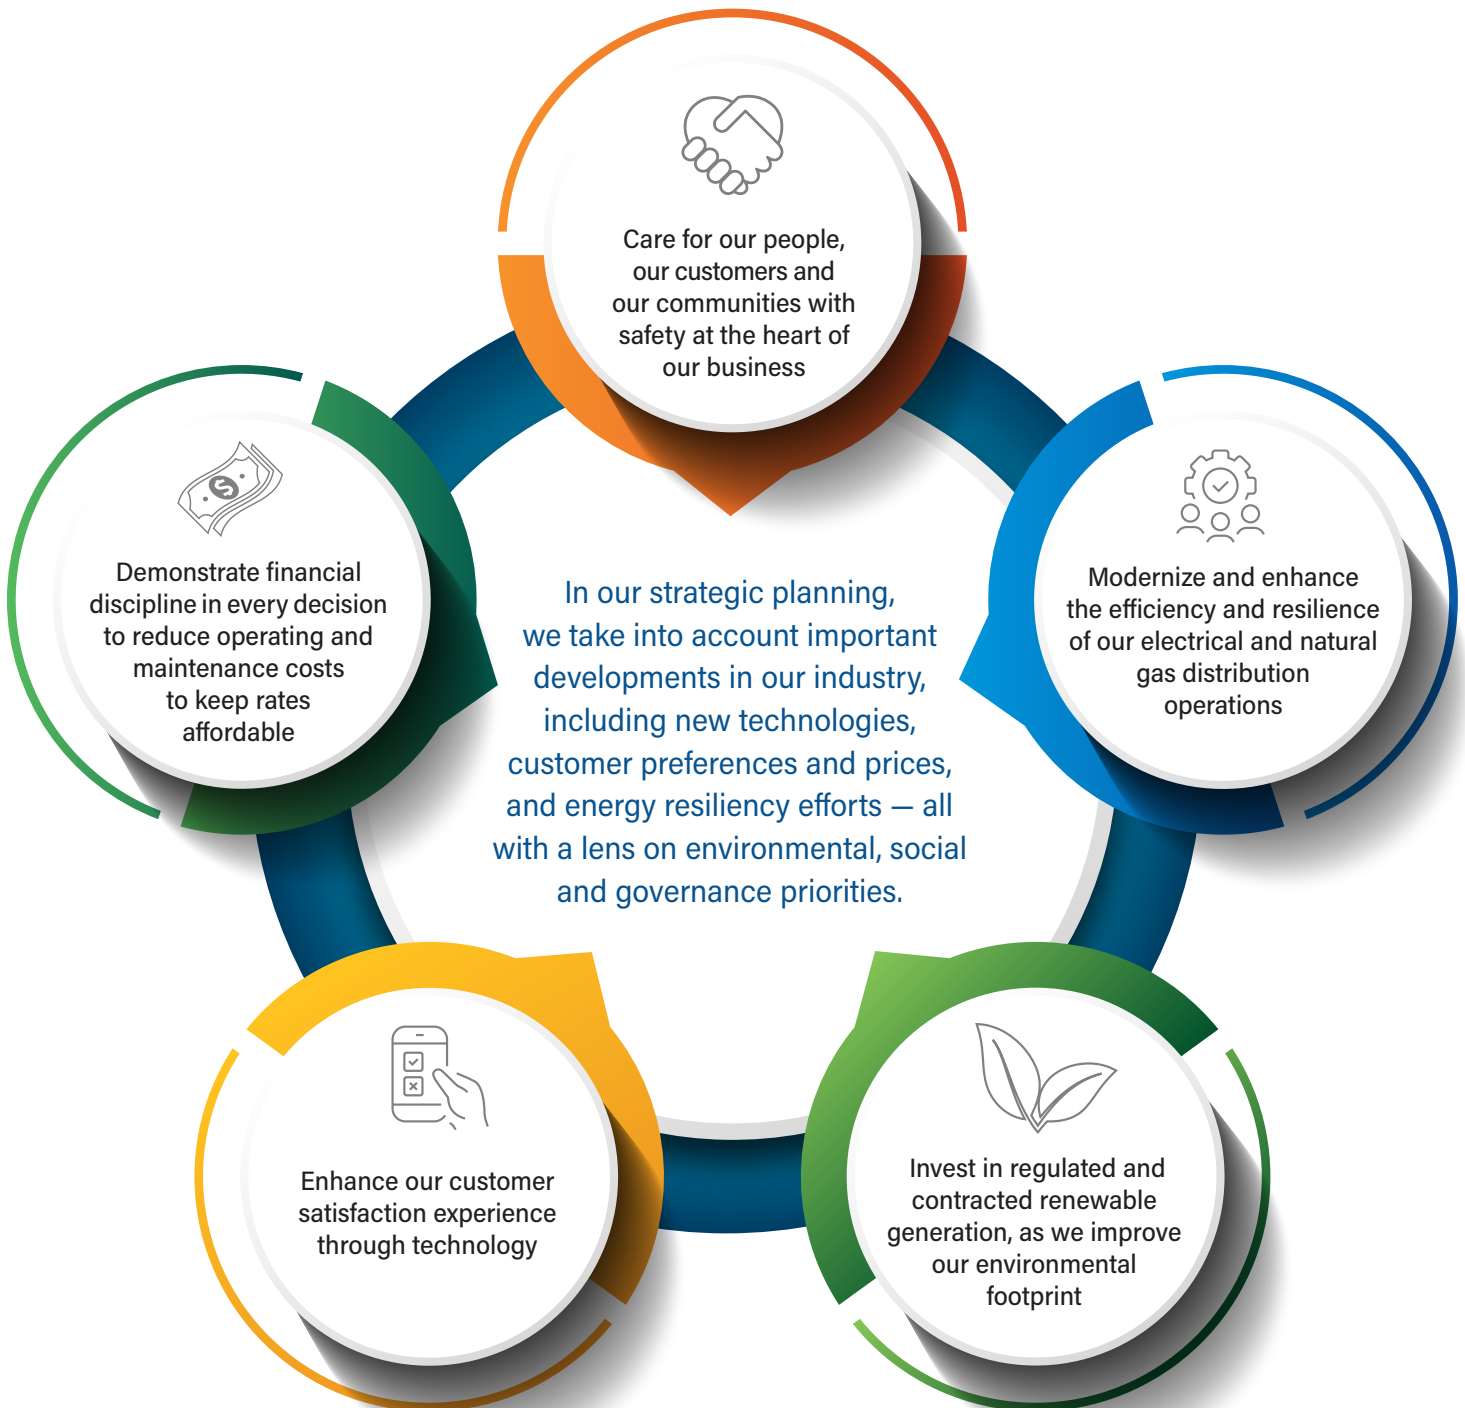 Care for our people,
our customers and
our communities with
safety at the heart of
our business
Modernize and enhance
the efficiency and resilience
of our electrical and natural
gas distribution
operations
Invest in regulated and
contracted renewable
generation, as we improve
our environmental
footprint
Enhance our customer
satisfaction experience
through technology
$
Demonstrate financial
discipline in every decision
to reduce operating and
maintenance costs
to keep rates
affordable
In our strategic planning,
we take into account important
developments in our industry,
including new technologies,
customer preferences and prices,
and energy resiliency efforts — all
with a lens on environmental, social
and governance priorities.